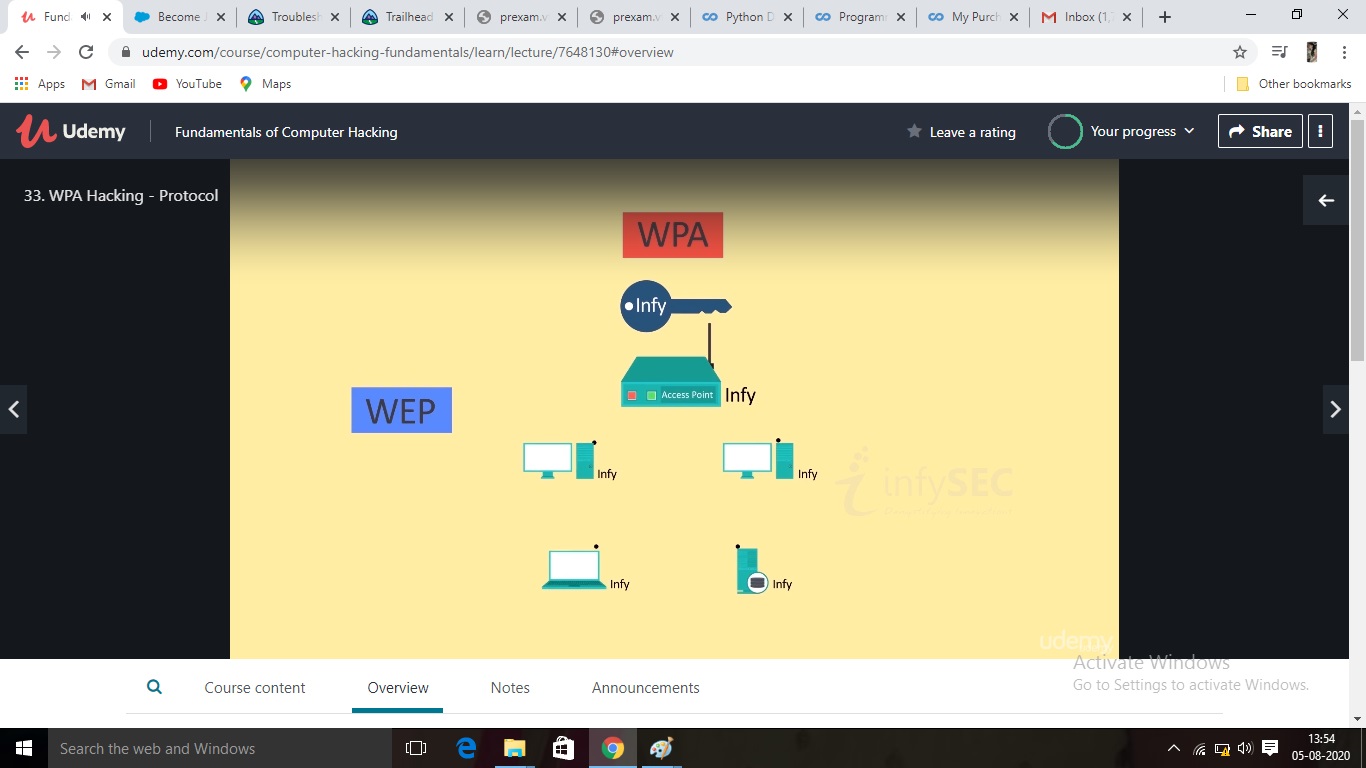 Fund
Become J
Troublesh
Trailhead
prexam.v
prexam.v
Python D
Program
My Purch
Inbox (1,
udemy.com/course/computer-hacking-fundamentals/learn/lecture/7648130#overview
Apps
Gmail
YouTube
Maps
Other bookmarks
Udemy
Fundamentals of Computer Hacking
Leave a rating
Your progress
Share
33. WPA Hacking - Protocol
WPA
Infy
Access Point
Infy
WEP
Infy
Infy
infySEC
Infy
Infy
udemy
Activate Windows
Go to Settings to activate Windows.
Course content
Overview
Notes
Announcements
Search the web and Windows
13:54
05-08-2020